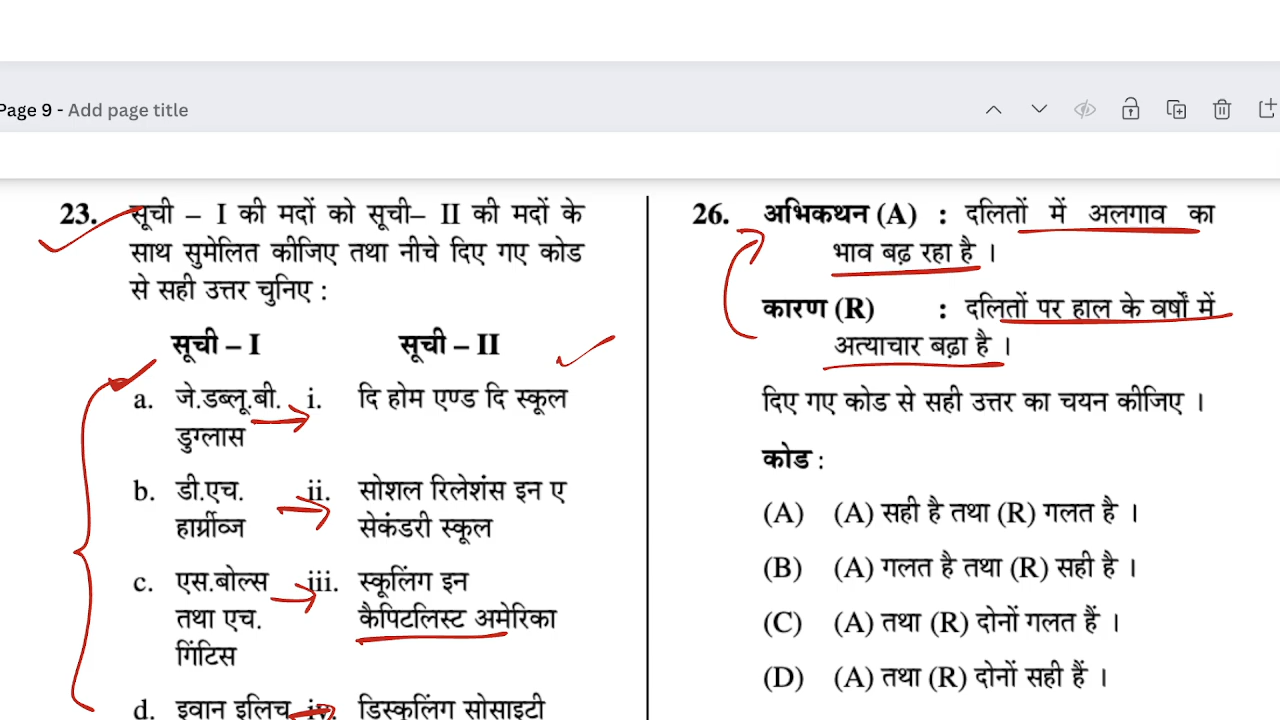 Page 9 - Add page title
23. सूची – I की मदों को सूची– II की मदों के
साथ सुमेलित कीजिए तथा नीचे दिए गए कोड
से सही उत्तर चुनिए :
सूची – I सूची – II
a. जे.डब्लू.बी. i. दि होम एण्ड दि स्कूल
डुग्लास
b. डी.एच. ii. सोशल रिलेशंस इन ए
हार्ग्रीव्ज सेकंडरी स्कूल
c. एस.बोल्स iii. स्कूलिंग इन
तथा एच. कैपिटलिस्ट अमेरिका
गिंटिस
d. इवान इलिच iv. डिस्कूलिंग सोसाइटी
26. अभिकथन (A) : दलितों में अलगाव का
भाव बढ़ रहा है ।
कारण (R) : दलितों पर हाल के वर्षों में
अत्याचार बढ़ा है ।
दिए गए कोड से सही उत्तर का चयन कीजिए ।
कोड :
(A) (A) सही है तथा (R) गलत है ।
(B) (A) गलत है तथा (R) सही है ।
(C) (A) तथा (R) दोनों गलत हैं ।
(D) (A) तथा (R) दोनों सही हैं ।